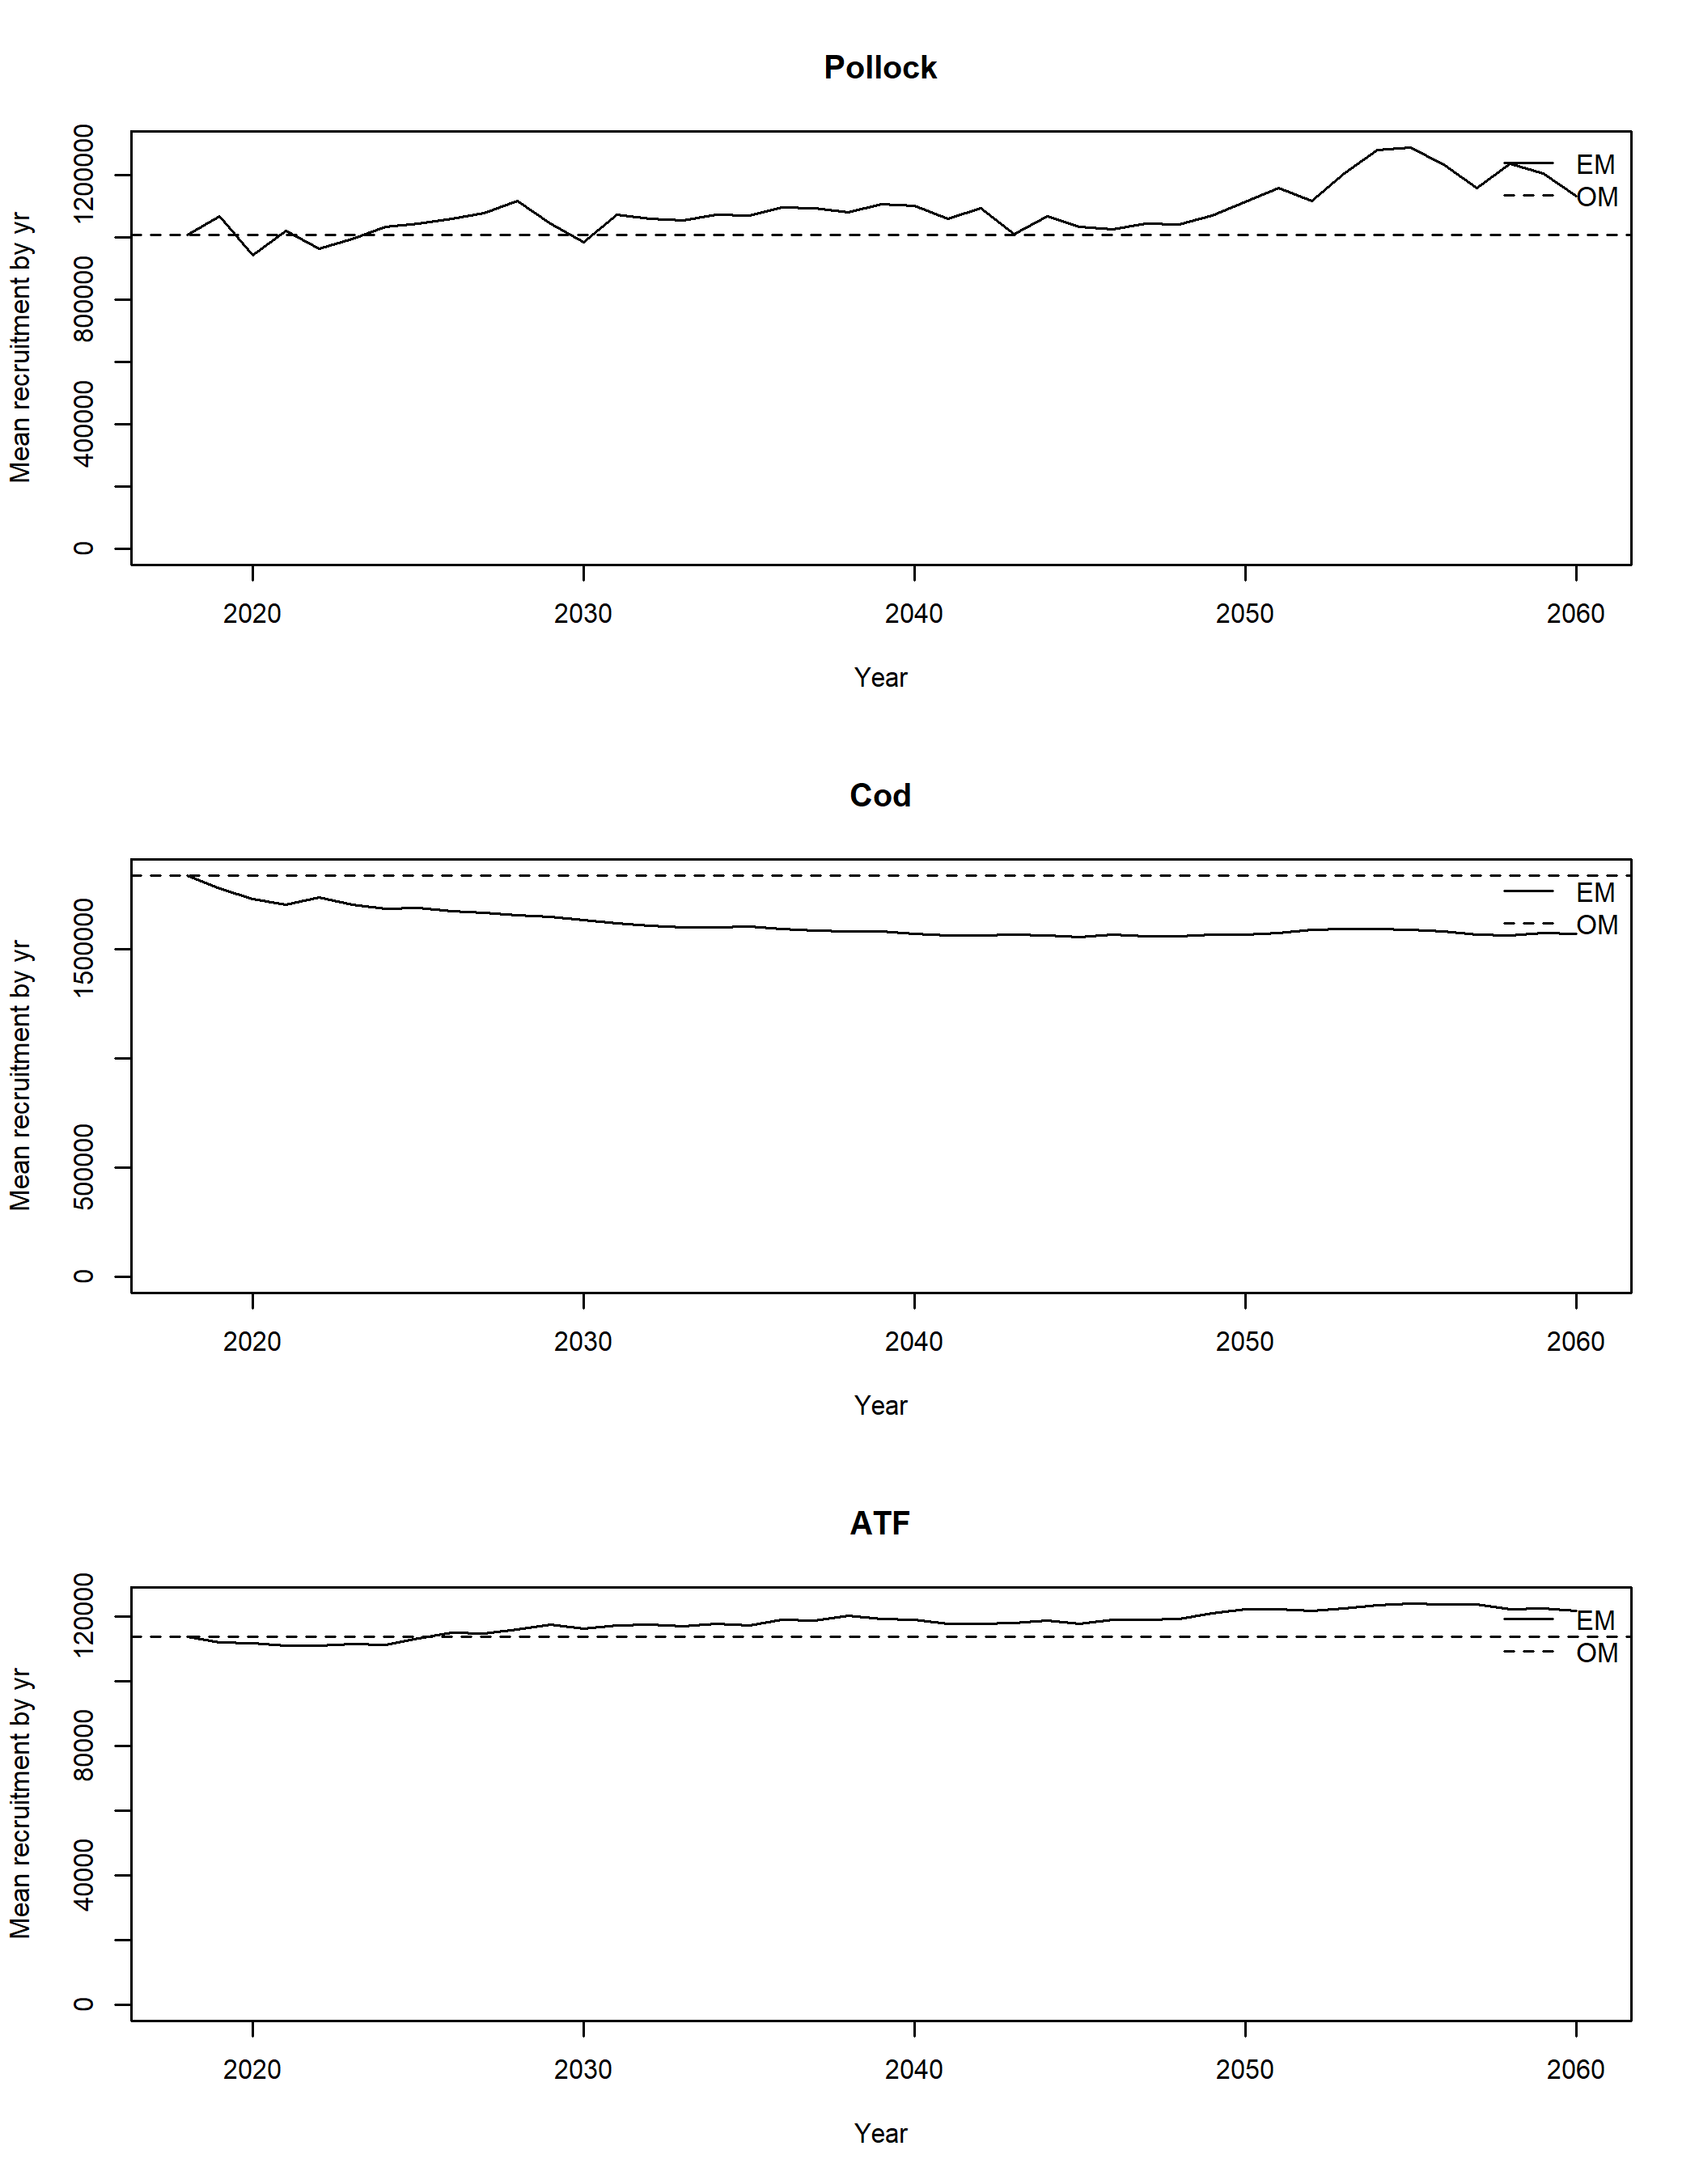 Pollock
Mean recruitment by yr
1200000
800000
400000
0
EM
OM
2020 2030 2040 2050 2060
Year
Cod
Mean recruitment by yr
1500000
500000
0
EM
OM
2020 2030 2040 2050 2060
Year
ATF
Mean recruitment by yr
120000
80000
40000
0
EM
OM
2020 2030 2040 2050 2060
Year